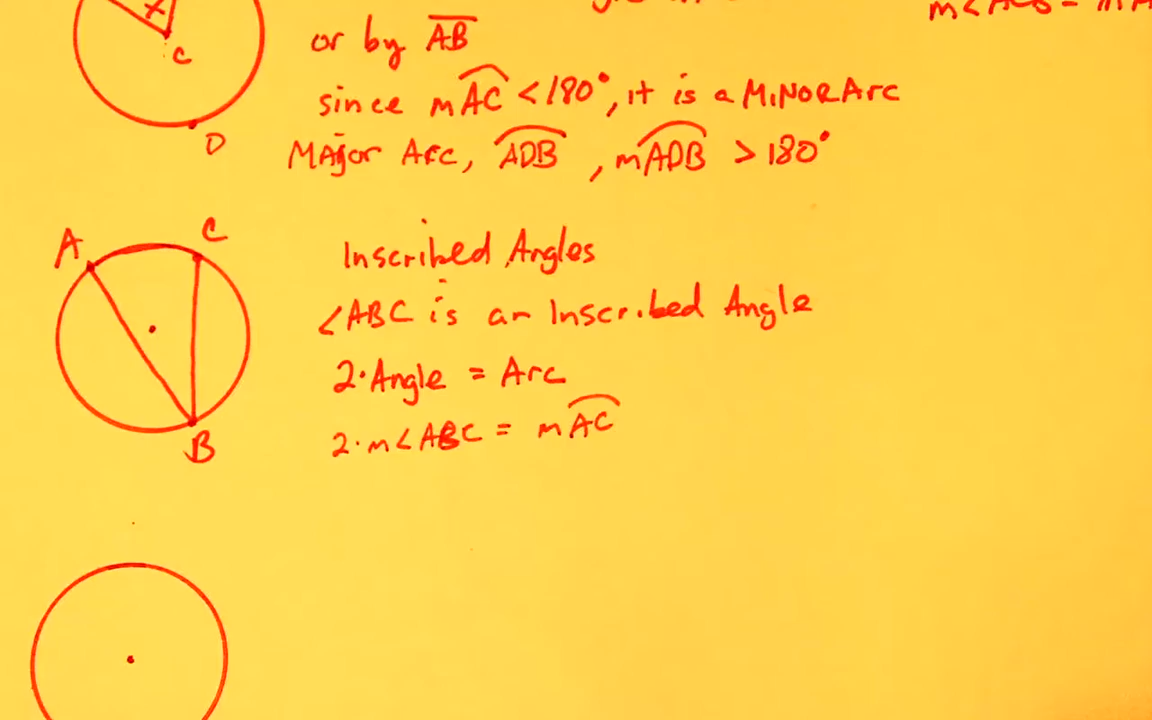 x
C
D
or by AB
since mAC < 180°, it is a MiNOR Arc
Major Arc, ADB , mADB > 180°
A
C
B
Inscribed Angles
∠ABC is an Inscribed Angle
2·Angle = Arc
2·m∠ABC = mAC